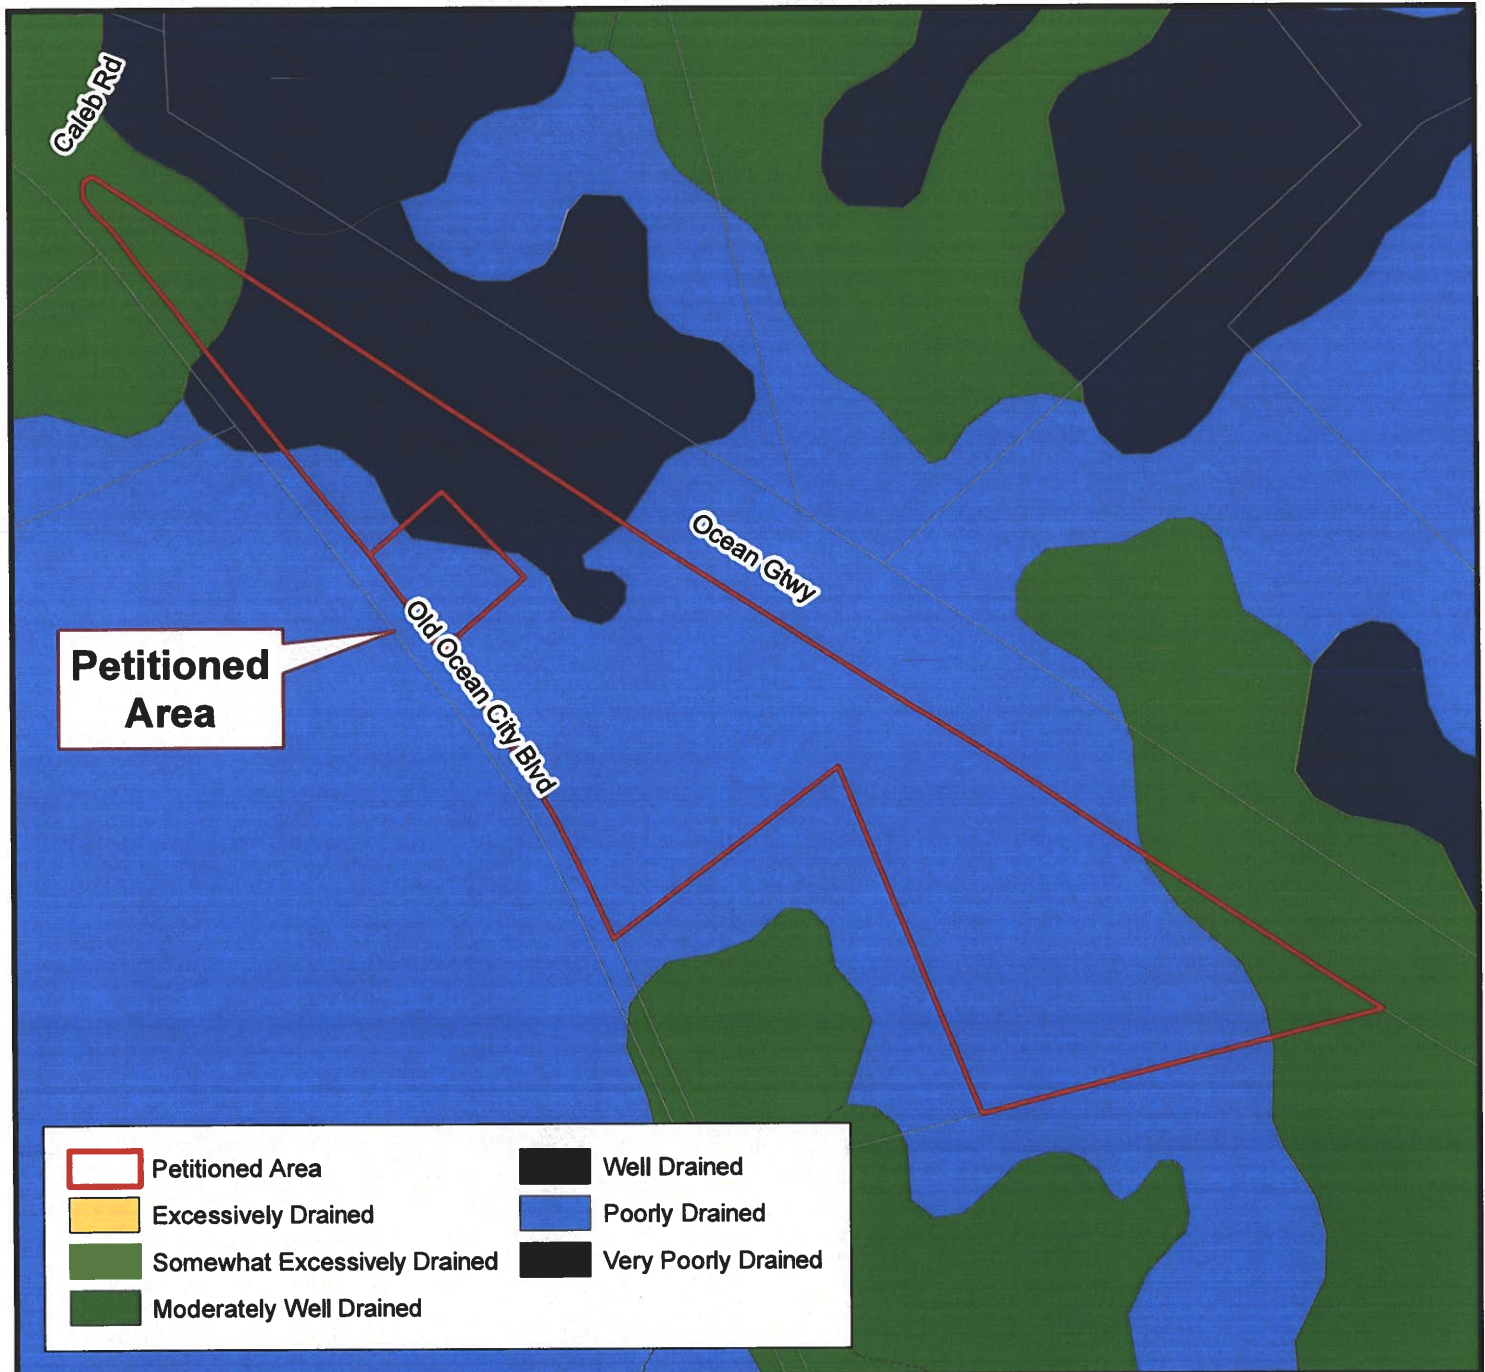 Caleb Rd
Ocean Gtwy
Old Ocean City Blvd
Petitioned
Area
Petitioned Area
Excessively Drained
Somewhat Excessively Drained
Moderately Well Drained
Well Drained
Poorly Drained
Very Poorly Drained